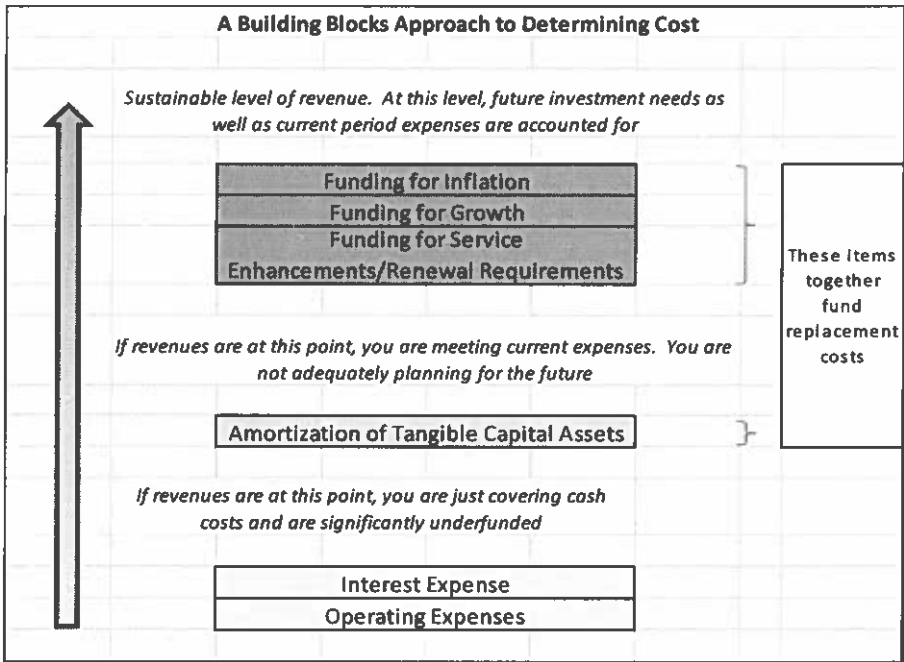 A Building Blocks Approach to Determining Cost
Sustainable level of revenue. At this level, future investment needs as
well as current period expenses are accounted for
Funding for Inflation
Funding for Growth
Funding for Service
Enhancements/Renewal Requirements
These items
together
fund
replacement
costs
If revenues are at this point, you are meeting current expenses. You are
not adequately planning for the future
Amortization of Tangible Capital Assets
If revenues are at this point, you are just covering cash
costs and are significantly underfunded
Interest Expense
Operating Expenses